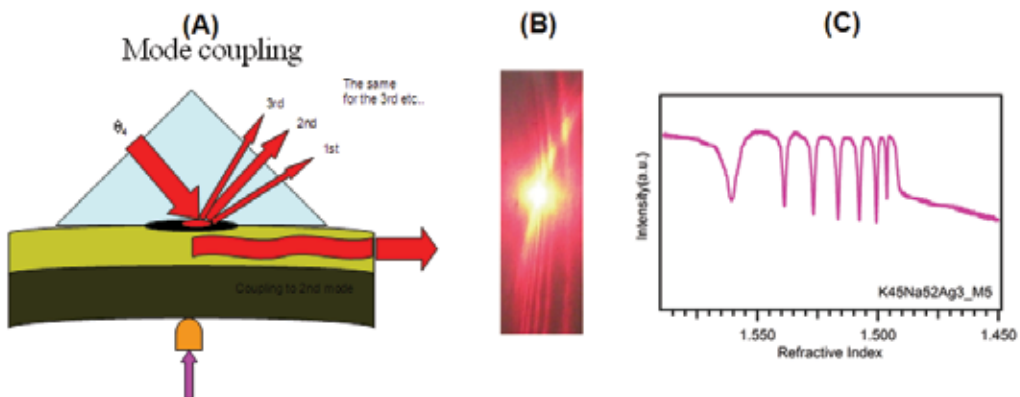 (A)
Mode coupling
The same
for the 3rd etc..
θ4
3rd
2nd
1st
Coupling to 2nd mode
(B)
(C)
Intensity(a.u.)
K45Na52Ag3_M5
1.550
1.500
1.450
Refractive Index